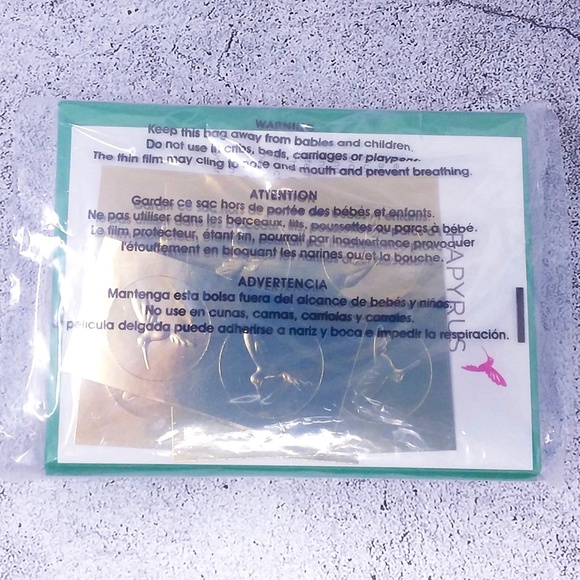 WARNING
Keep this bag away from babies and children.
Do not use in cribs, beds, carriages or playpens.
The thin film may cling to nose and mouth and prevent breathing.
ATTENTION
Garder ce sac hors de portée des bébés et enfants.
Ne pas utiliser dans les berceaux, lits, poussettes ou parcs à bébé.
Le film protecteur, étant fin, pourrait par inadvertance provoquer
l'étouffement en bloquant les narines ou/et la bouche.
ADVERTENCIA
Mantenga esta bolsa fuera del alcance de bebés y niños.
No use en cunas, camas, carriolas y corrales.
película delgada puede adherirse a nariz y boca e impedir la respiración.
APYRUS